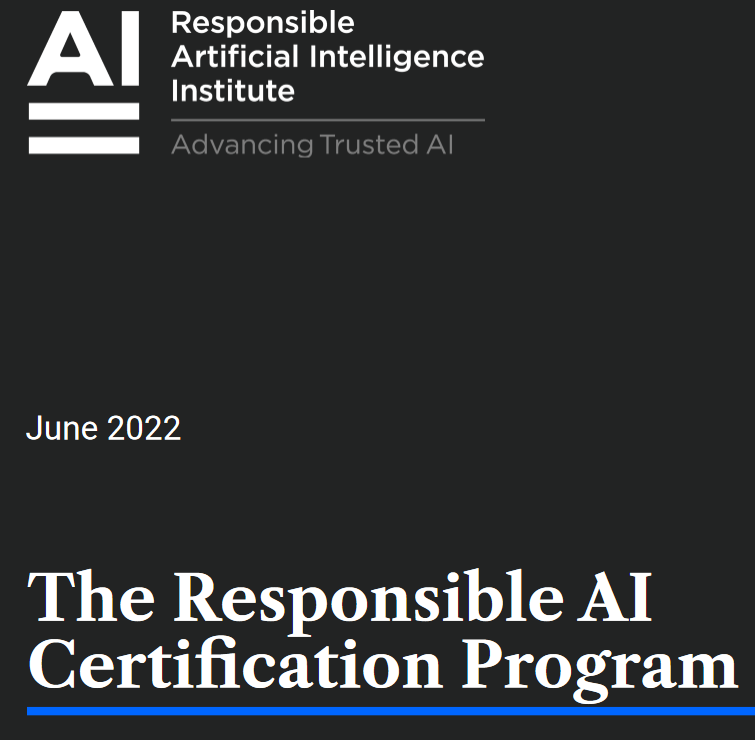 AI
Responsible
Artificial Intelligence
Institute
Advancing Trusted AI
June 2022
The Responsible AI
Certification Program